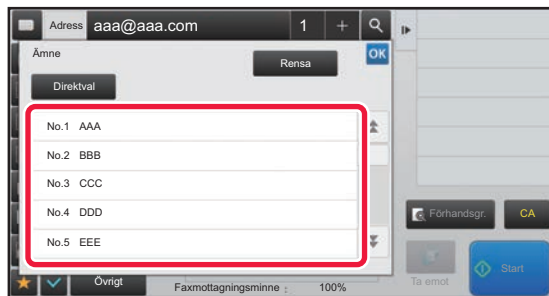 Adress aaa@aaa.com 1 +
Ämne
Rensa
OK
Direktval
No.1 AAA
No.2 BBB
No.3 CCC
No.4 DDD
No.5 EEE
Förhandsgr. CA
Ta emot
Start
Övrigt
Faxmottagningsminne : 100%